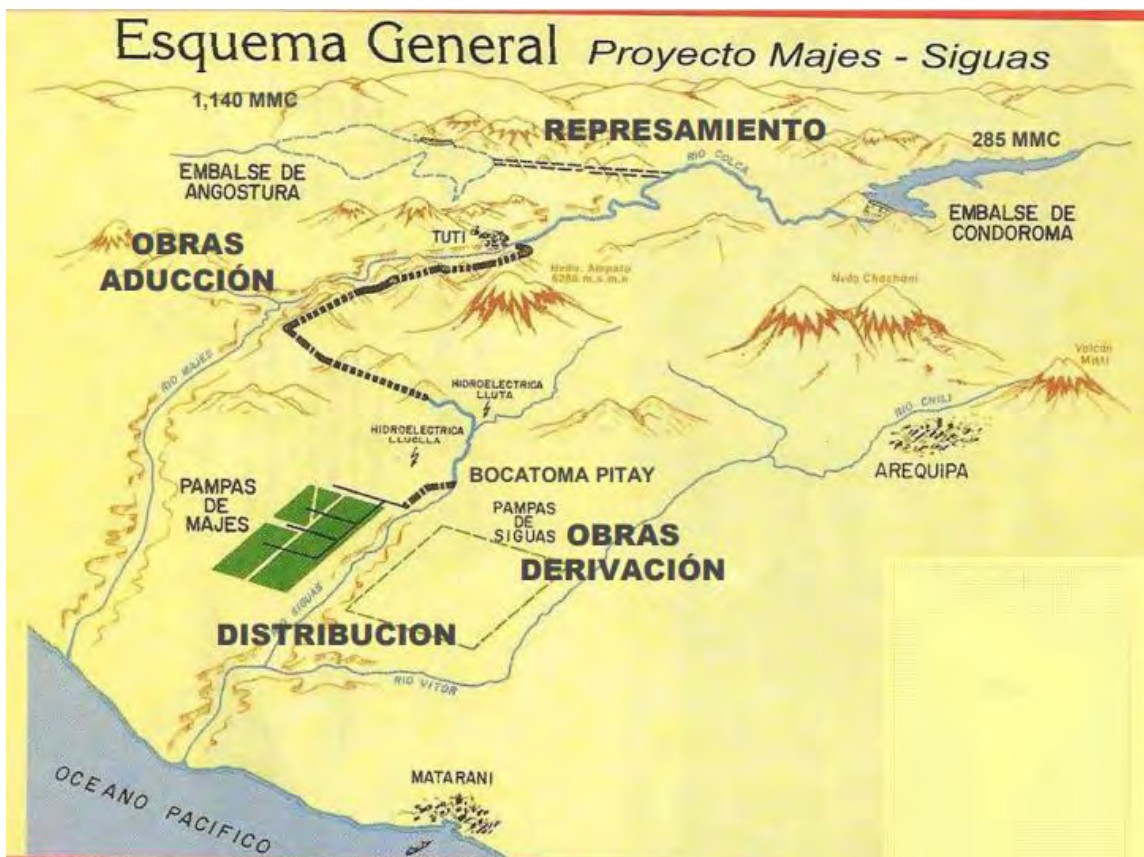 Esquema General Proyecto Majes - Siguas
1,140 MMC
REPRESAMIENTO
285 MMC
RIO COLCA
EMBALSE DE
ANGOSTURA
EMBALSE DE
CONDOROMA
TUTI
OBRAS
ADUCCIÓN
Nvdo. Ampato
6288 m.s.n.m
Nvdo Chachani
Volcan
Misti
RIO MAJES
HIDROELECTRICA
LLUTA
RIO CHILI
HIDROELECTRICA
LLUCLLA
AREQUIPA
BOCATOMA PITAY
PAMPAS
DE
MAJES
PAMPAS
DE
SIGUAS
OBRAS
DERIVACIÓN
RIO SIGUAS
DISTRIBUCION
RIO VITOR
MATARANI
OCEANO PACIFICO